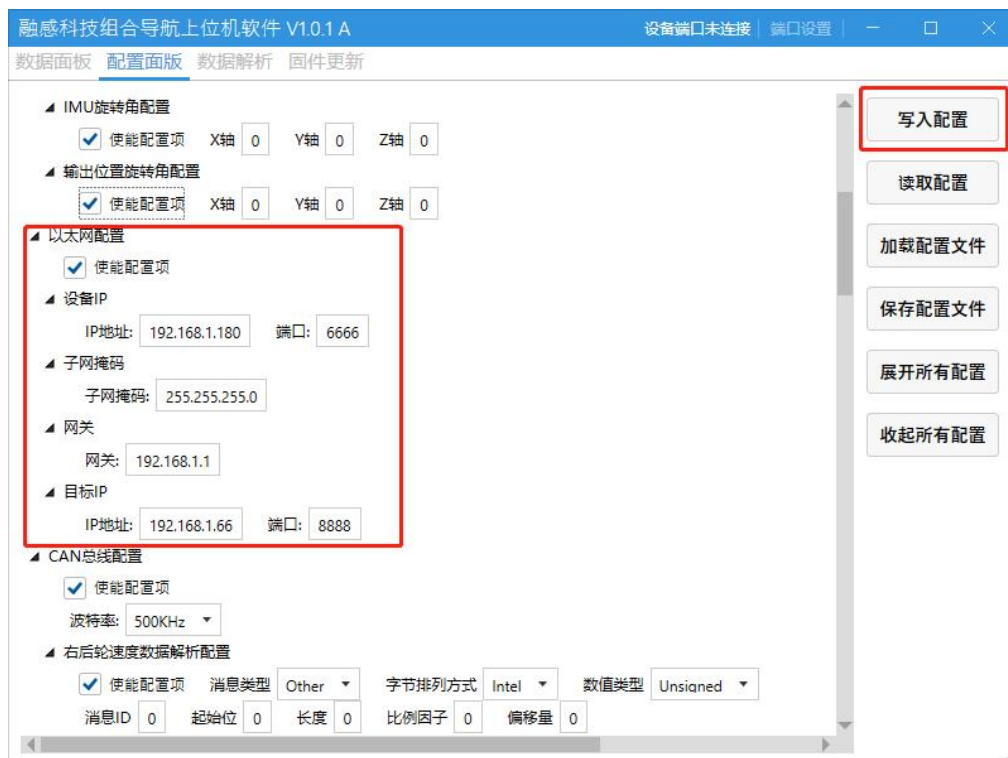 融感科技组合导航上位机软件 V1.0.1 A 设备端口未连接 端口设置
数据面板 配置面版 数据解析 固件更新
IMU旋转角配置
使能配置项 X轴 0 Y轴 0 Z轴 0
输出位置旋转角配置
使能配置项 X轴 0 Y轴 0 Z轴 0
以太网配置
使能配置项
设备IP
IP地址: 192.168.1.180 端口: 6666
子网掩码
子网掩码: 255.255.255.0
网关
网关: 192.168.1.1
目标IP
IP地址: 192.168.1.66 端口: 8888
CAN总线配置
使能配置项
波特率: 500KHz
右后轮速度数据解析配置
使能配置项 消息类型 Other 字节排列方式 Intel 数值类型 Unsigned
消息ID 0 起始位 0 长度 0 比例因子 0 偏移量 0
写入配置
读取配置
加载配置文件
保存配置文件
展开所有配置
收起所有配置